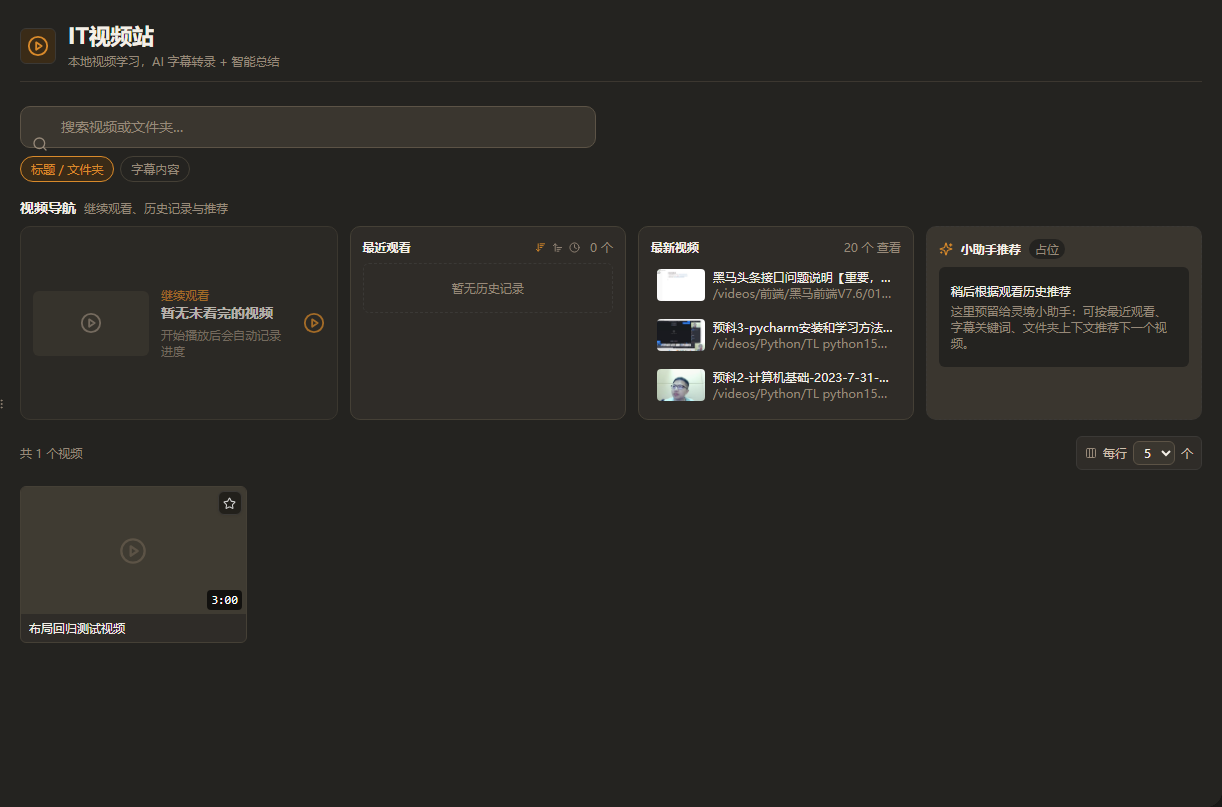 IT视频站
本地视频学习，AI 字幕转录 + 智能总结
搜索视频或文件夹...
标题 / 文件夹
字幕内容
视频导航 继续观看、历史记录与推荐
继续观看
暂无未看完的视频
开始播放后会自动记录
进度
最近观看
0 个
暂无历史记录
最新视频
20 个 查看
黑马头条接口问题说明【重要，...
/videos/前端/黑马前端V7.6/01...
预科3-pycharm安装和学习方法...
/videos/Python/TL python15...
预科2-计算机基础-2023-7-31-...
/videos/Python/TL python15...
小助手推荐 占位
稍后根据观看历史推荐
这里预留给灵境小助手：可按最近观看、
字幕关键词、文件夹上下文推荐下一个视
频。
共 1 个视频
每行 5 个
3:00
布局回归测试视频